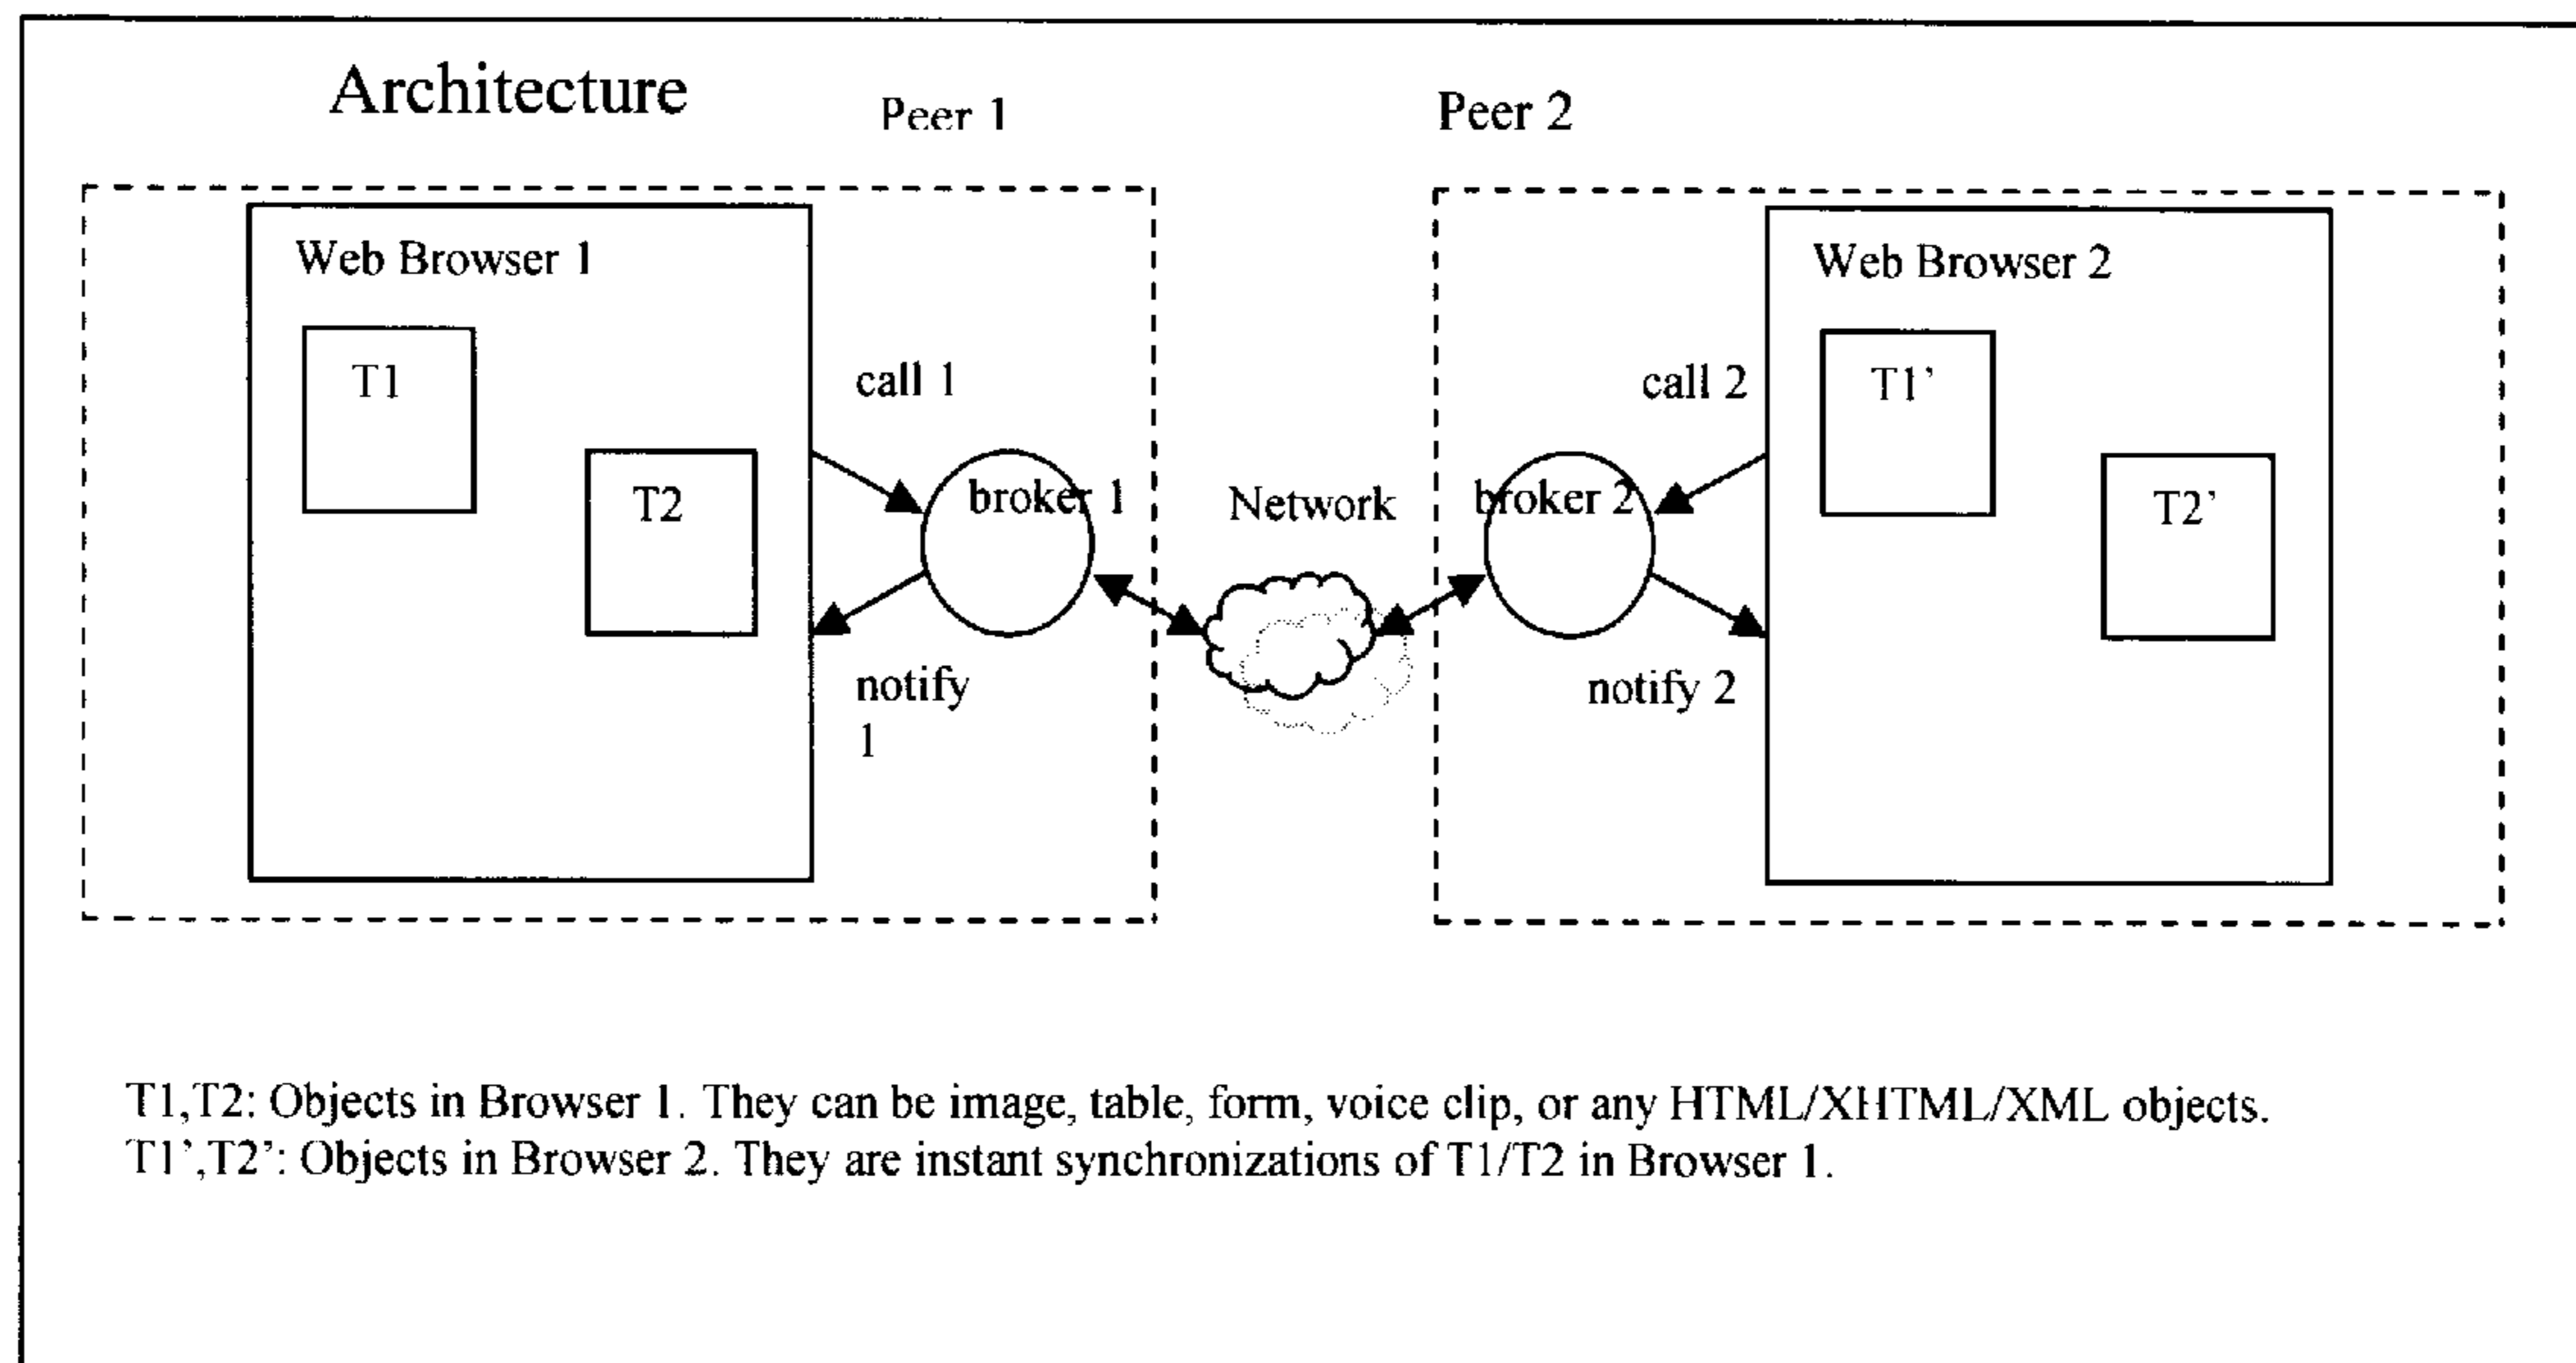 Architecture
Peer 1
Peer 2
Web Browser 1
T1
T2
call 1
broker 1
notify
1
Network
call 2
broker 2
notify 2
Web Browser 2
T1’
T2’
T1,T2: Objects in Browser 1. They can be image, table, form, voice clip, or any HTML/XHTML/XML objects.
T1’,T2’: Objects in Browser 2. They are instant synchronizations of T1/T2 in Browser 1.